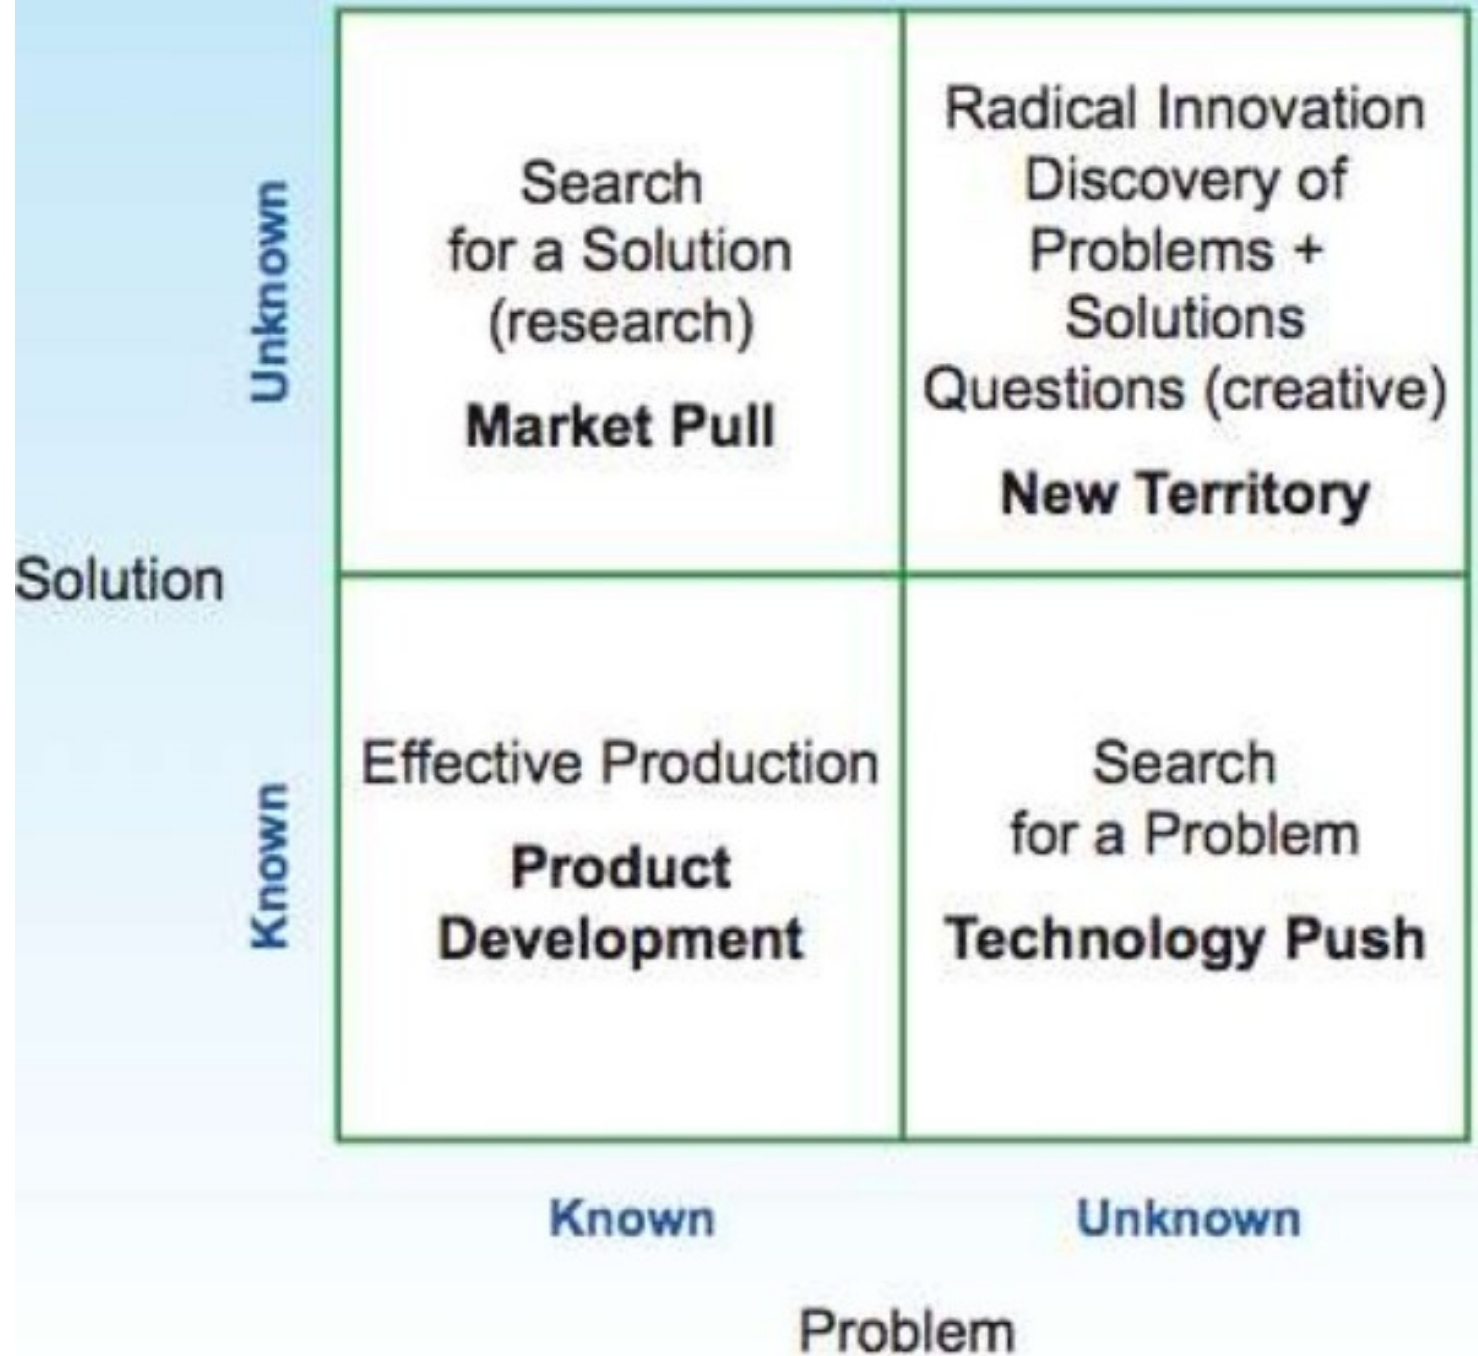 Unknown
Search
for a Solution
(research)
Market Pull
Radical Innovation
Discovery of
Problems +
Solutions
Questions (creative)
New Territory
Solution
Known
Effective Production
Product
Development
Search
for a Problem
Technology Push
Known
Unknown
Problem